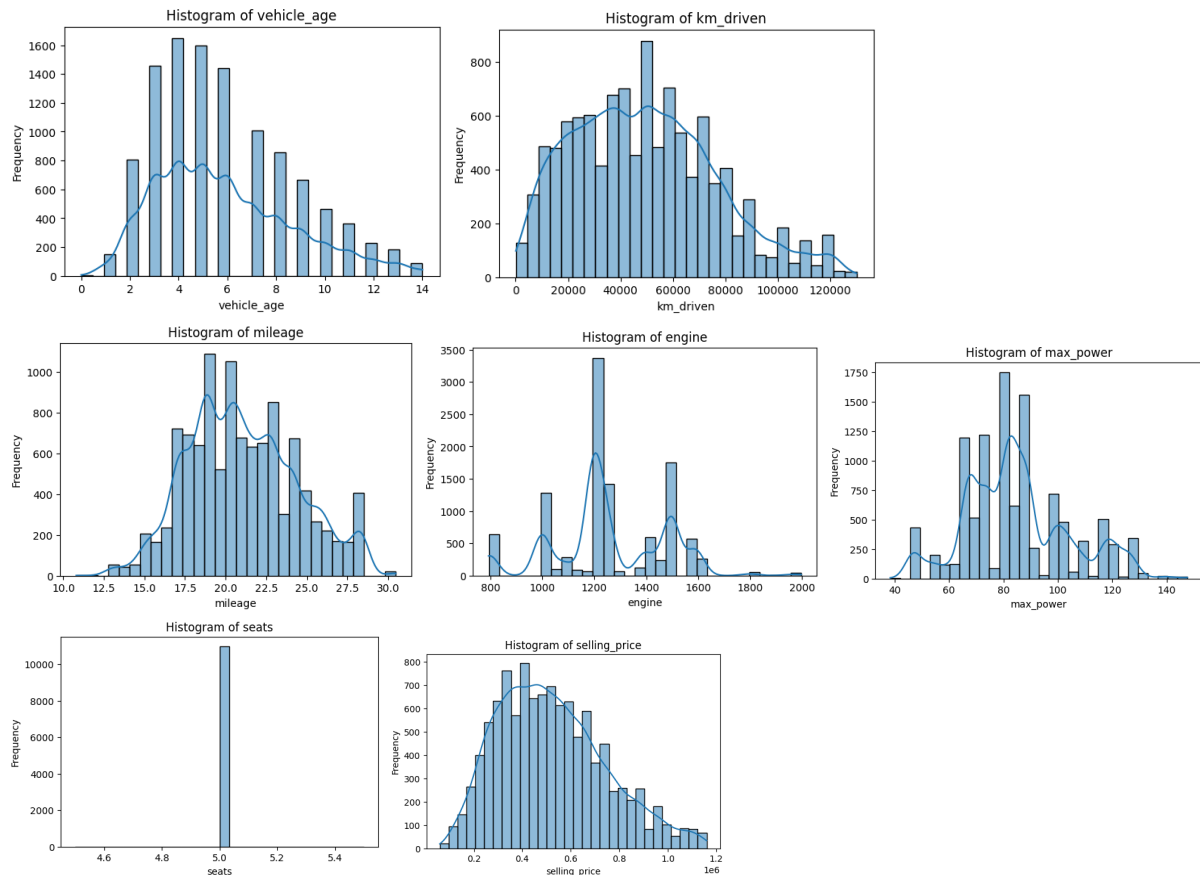 Histogram of vehicle_age
1600
1400
1200
1000
800
600
400
200
0
Frequency
0 2 4 6 8 10 12 14
vehicle_age
Histogram of km_driven
800
600
400
200
0
Frequency
0 20000 40000 60000 80000 100000 120000
km_driven
Histogram of mileage
1000
800
600
400
200
0
Frequency
10.0 12.5 15.0 17.5 20.0 22.5 25.0 27.5 30.0
mileage
Histogram of engine
3500
3000
2500
2000
1500
1000
500
0
Frequency
800 1000 1200 1400 1600 1800 2000
engine
Histogram of max_power
1750
1500
1250
1000
750
500
250
0
Frequency
40 60 80 100 120 140
max_power
Histogram of seats
10000
8000
6000
4000
2000
0
Frequency
4.6 4.8 5.0 5.2 5.4
seats
Histogram of selling_price
800
700
600
500
400
300
200
100
0
Frequency
0.2 0.4 0.6 0.8 1.0 1.2
1e6
selling_price